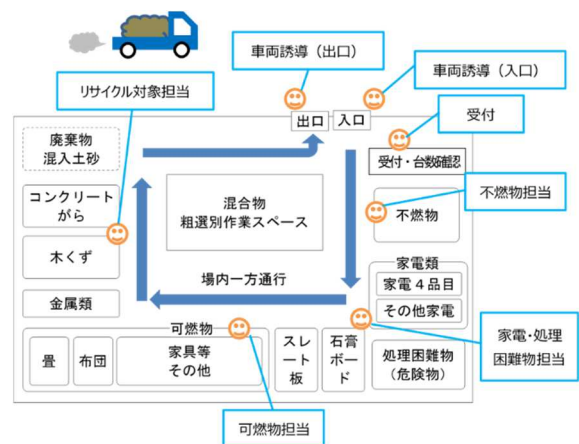 車両誘導（出口）
車両誘導（入口）
リサイクル対象担当
受付
出口
入口
廃棄物
混入土砂
受付・台数確認
コンクリート
がら
混合物
粗選別作業スペース
不燃物
不燃物担当
木くず
場内一方通行
家電類
家電４品目
その他家電
金属類
可燃物
畳
布団
家具等
その他
スレ
ート
板
石膏
ボー
ド
処理困難物
（危険物）
家電・処理
困難物担当
可燃物担当